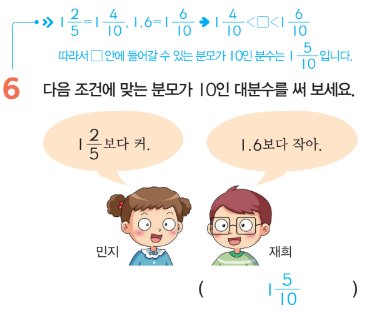 » 1 2/5=1 4/10, 1.6=1 6/10 → 1 4/10<□<1 6/10
따라서 □ 안에 들어갈 수 있는 분모가 10인 분수는 1 5/10 입니다.
6 다음 조건에 맞는 분모가 10인 대분수를 써 보세요.
1 2/5 보다 커.
1.6보다 작아.
민지
재희
( 1 5/10 )